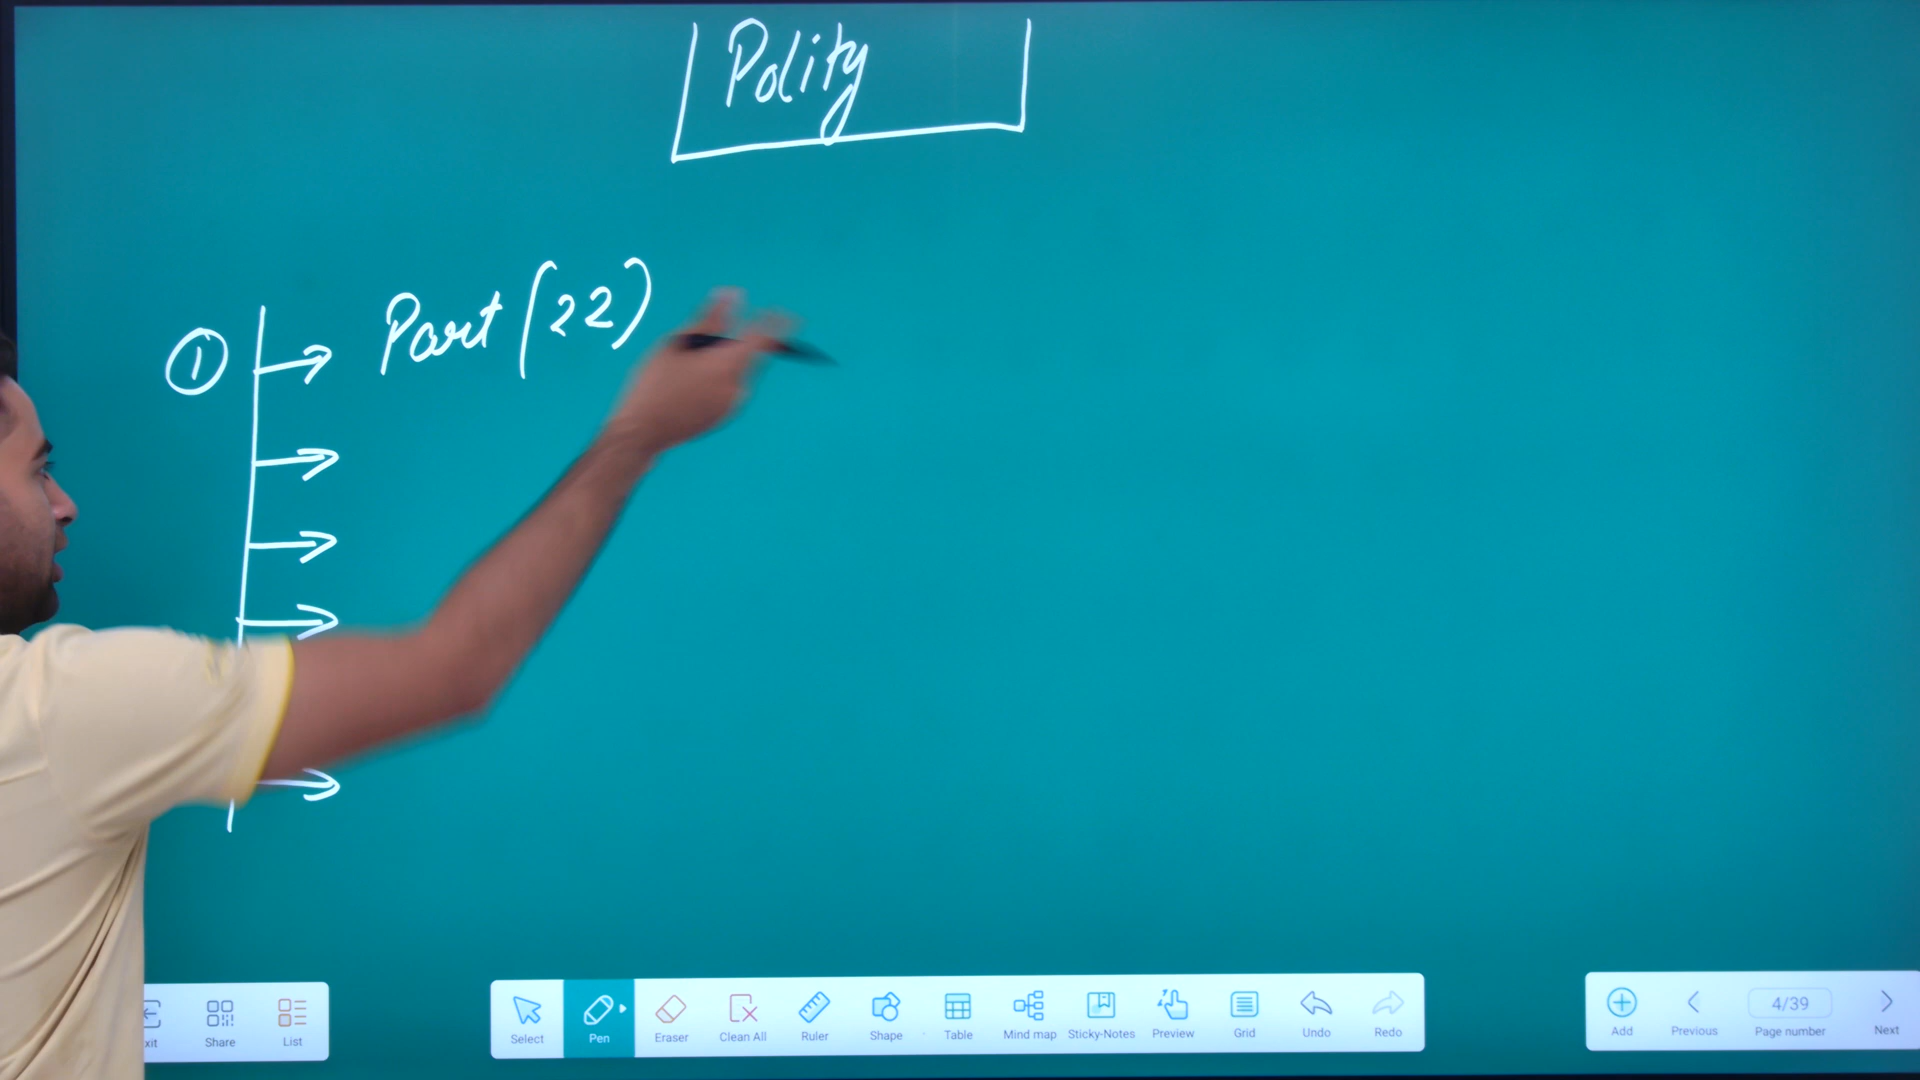 Polity
① Part (22)
xit Share List
Select Pen Eraser Clean All Ruler Shape Table Mind map Sticky-Notes Preview Grid Undo Redo
Add Previous 4/39 Page number Next